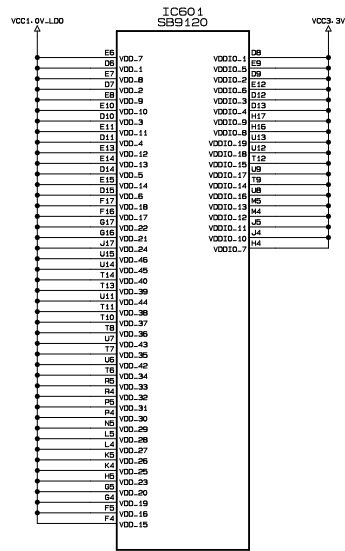 IC601
SB9120
VCC1.0V_LDO
VCC3.3V
E6 VDD_7
D6 VDD_1
E7 VDD_8
D7 VDD_2
E8 VDD_9
E10 VDD_10
D10 VDD_3
E11 VDD_11
D11 VDD_4
E13 VDD_12
E14 VDD_13
D14 VDD_5
E15 VDD_14
D15 VDD_6
F17 VDD_18
F16 VDD_17
G17 VDD_22
G16 VDD_21
J17 VDD_24
U15 VDD_46
U14 VDD_45
T14 VDD_40
T13 VDD_39
U11 VDD_44
T11 VDD_38
T10 VDD_37
T8 VDD_36
U7 VDD_43
T7 VDD_35
U6 VDD_42
T6 VDD_34
R5 VDD_33
R4 VDD_32
P5 VDD_31
P4 VDD_30
N5 VDD_29
L5 VDD_28
L4 VDD_27
K5 VDD_26
K4 VDD_25
H5 VDD_23
G5 VDD_20
G4 VDD_19
F5 VDD_16
F4 VDD_15
VDDIO_1 D8
VDDIO_5 E9
VDDIO_2 D9
VDDIO_6 E12
VDDIO_3 D12
VDDIO_4 D13
VDDIO_9 H17
VDDIO_8 H16
VDDIO_19 U13
VDDIO_18 U12
VDDIO_15 T12
VDDIO_17 U9
VDDIO_14 T9
VDDIO_16 U8
VDDIO_13 M5
VDDIO_12 M4
VDDIO_11 J5
VDDIO_10 J4
VDDIO_7 H4